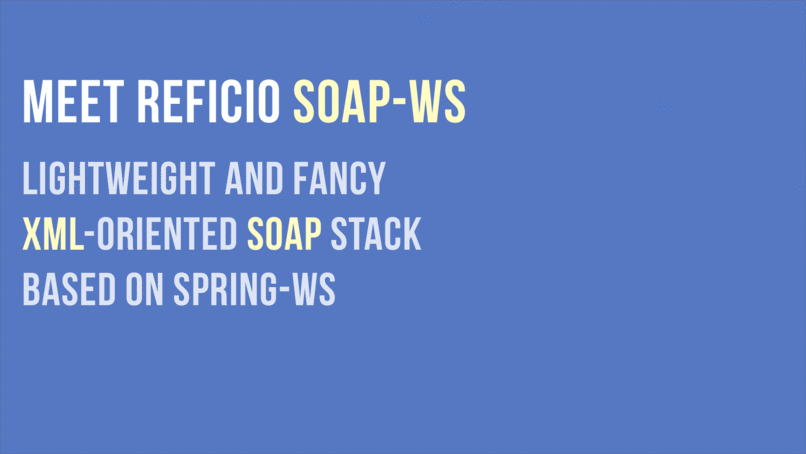 MEET REFICIO SOAP-WS
LIGHTWEIGHT AND FANCY
XML-ORIENTED SOAP STACK
BASED ON SPRING-WS